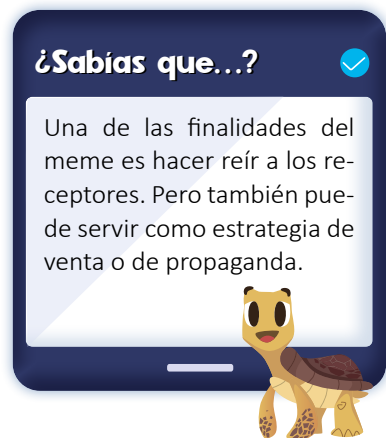 ¿Sabías que...?
Una de las finalidades del
meme es hacer reír a los re-
ceptores. Pero también pue-
de servir como estrategia de
venta o de propaganda.